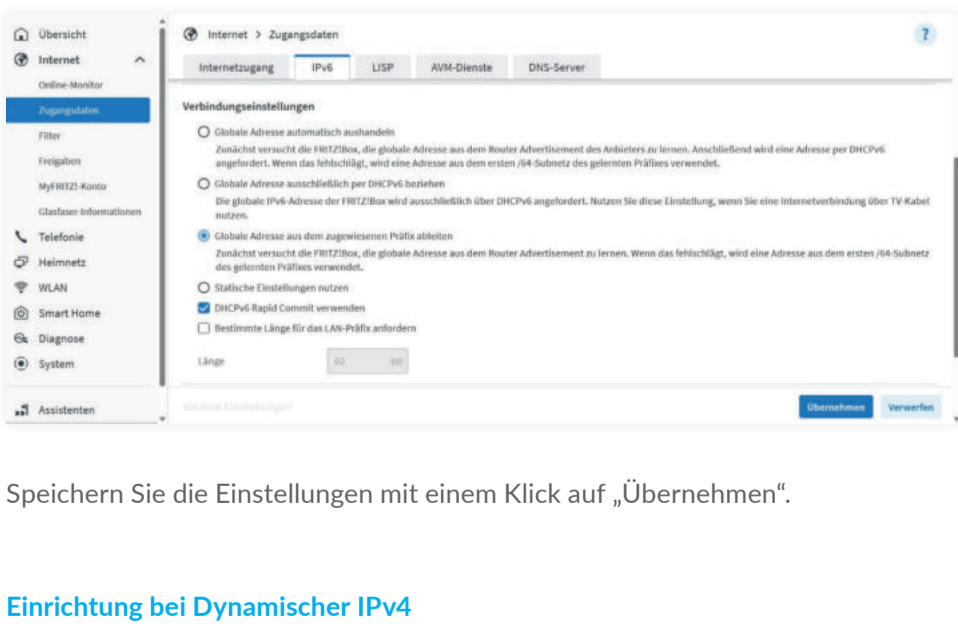 Übersicht
Internet
Online-Monitor
Zugangsdaten
Filter
Freigaben
MyFRITZ!-Konto
Glasfaser-Informationen
Telefonie
Heimnetz
WLAN
Smart Home
Diagnose
System
Assistenten
Internet > Zugangsdaten
?
Internetzugang IPv6 LISP AVM-Dienste DNS-Server
Verbindungseinstellungen
Globale Adresse automatisch aushandeln
Zunächst versucht die FRITZ!Box, die globale Adresse aus dem Router Advertisement des Anbieters zu lernen. Anschließend wird eine Adresse per DHCPv6
angefordert. Wenn das fehlschlägt, wird eine Adresse aus dem ersten /64-Subnetz des gelernten Präfixes verwendet.
Globale Adresse ausschließlich per DHCPv6 beziehen
Die globale IPv6-Adresse der FRITZ!Box wird ausschließlich über DHCPv6 angefordert. Nutzen Sie diese Einstellung, wenn Sie eine Internetverbindung über TV-Kabel
nutzen.
Globale Adresse aus dem zugewiesenen Präfix ableiten
Zunächst versucht die FRITZ!Box, die globale Adresse aus dem Router Advertisement zu lernen. Wenn das fehlschlägt, wird eine Adresse aus dem ersten /64-Subnetz
des gelernten Präfixes verwendet.
Statische Einstellungen nutzen
DHCPv6 Rapid Commit verwenden
Bestimmte Länge für das LAN-Präfix anfordern
Länge 62 Bit
Weitere Einstellungen
Übernehmen Verwerfen
Speichern Sie die Einstellungen mit einem Klick auf „Übernehmen“.
Einrichtung bei Dynamischer IPv4